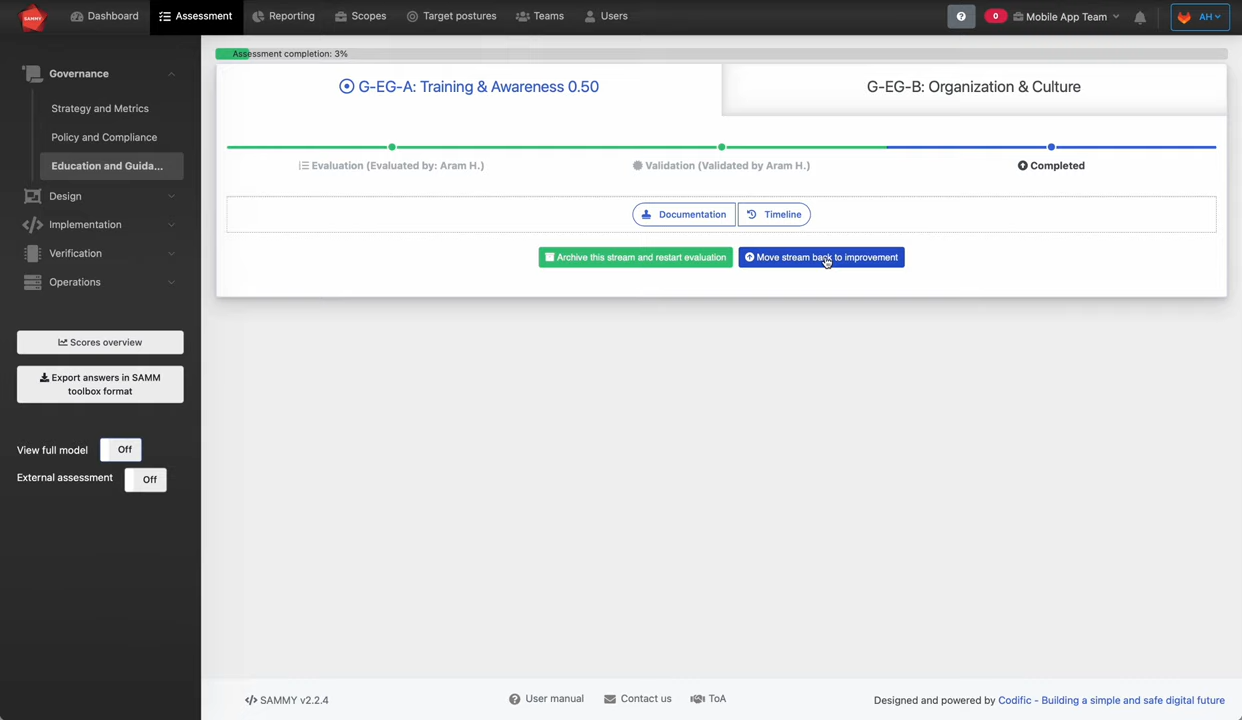 SAMMY
Dashboard
Assessment
Reporting
Scopes
Target postures
Teams
Users
0
Mobile App Team
AH
Assessment completion: 3%
Governance
Strategy and Metrics
Policy and Compliance
Education and Guida...
Design
Implementation
Verification
Operations
Scores overview
Export answers in SAMM
toolbox format
View full model
Off
External assessment
Off
G-EG-A: Training & Awareness 0.50
G-EG-B: Organization & Culture
Evaluation (Evaluated by: Aram H.)
Validation (Validated by Aram H.)
Completed
Documentation
Timeline
Archive this stream and restart evaluation
Move stream back to improvement
SAMMY v2.2.4
User manual
Contact us
ToA
Designed and powered by Codific - Building a simple and safe digital future